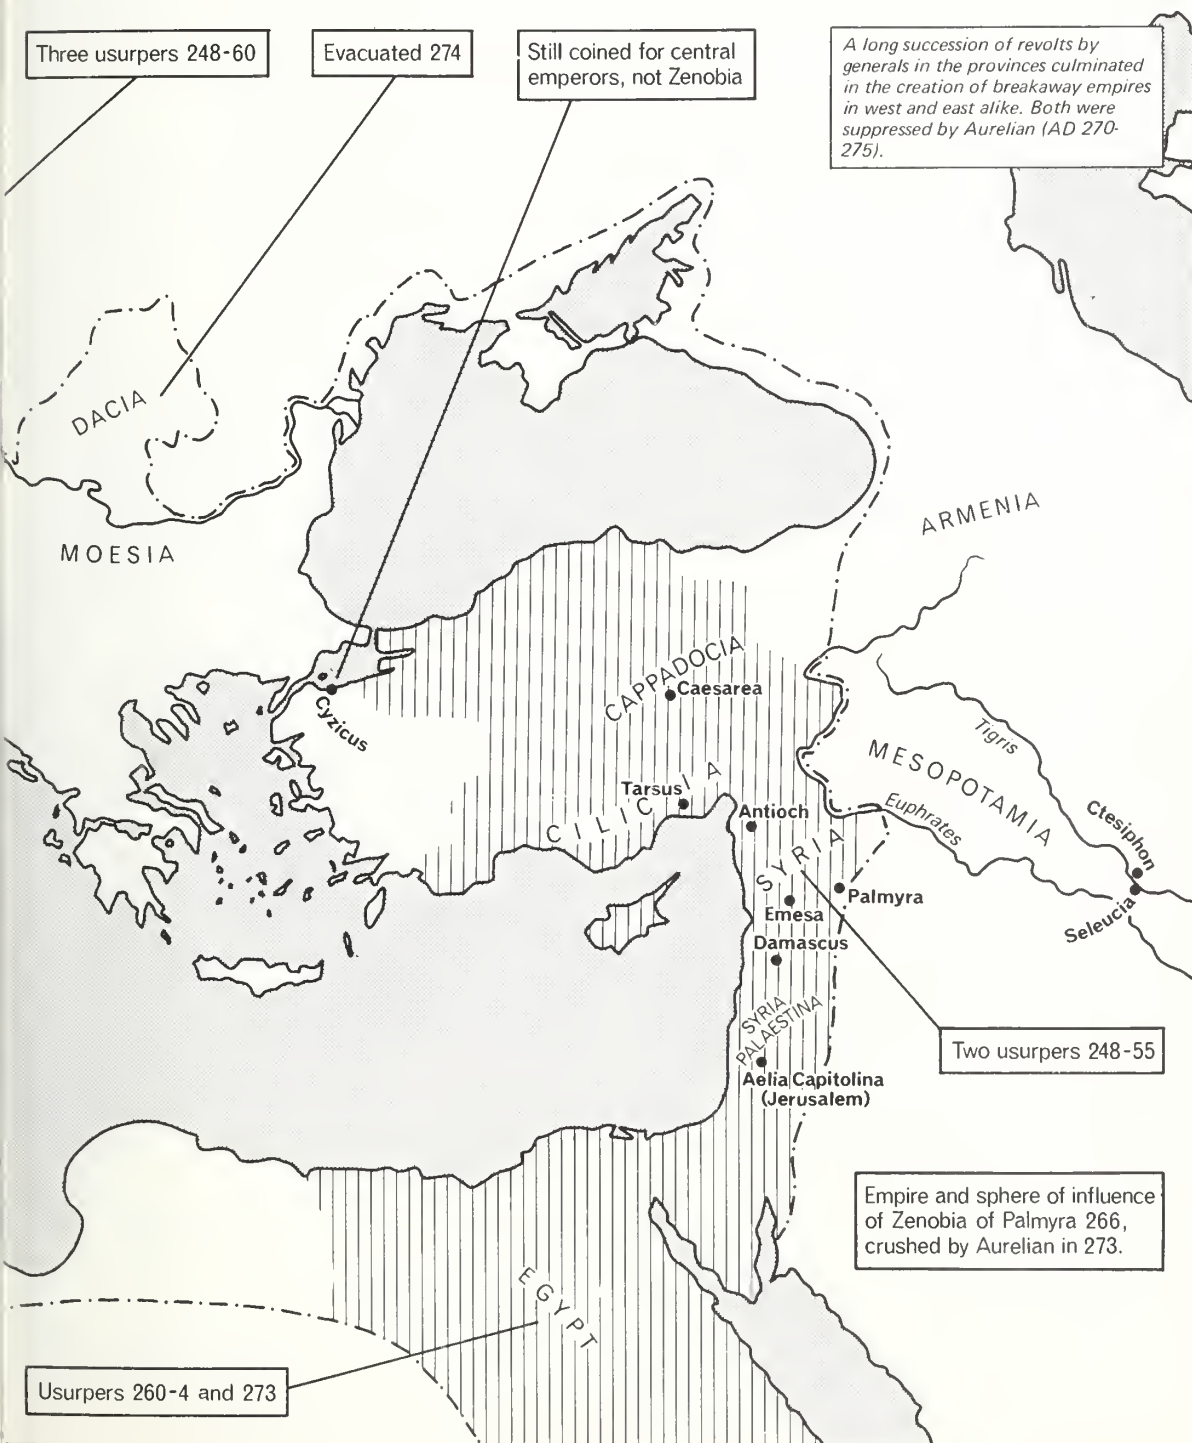 Three usurpers 248-60
Evacuated 274
Still coined for central
emperors, not Zenobia
A long succession of revolts by
generals in the provinces culminated
in the creation of breakaway empires
in west and east alike. Both were
suppressed by Aurelian (AD 270-
275).
DACIA
MOESIA
ARMENIA
CAPPADOCIA
Caesarea
Cyzicus
Tigris
MESOPOTAMIA
Tarsus
CILICIA
Antioch
Euphrates
Ctesiphon
SYRIA
Palmyra
Emesa
Seleucia
Damascus
SYRIA
PALAESTINA
Two usurpers 248-55
Aelia Capitolina
(Jerusalem)
Empire and sphere of influence
of Zenobia of Palmyra 266,
crushed by Aurelian in 273.
EGYPT
Usurpers 260-4 and 273